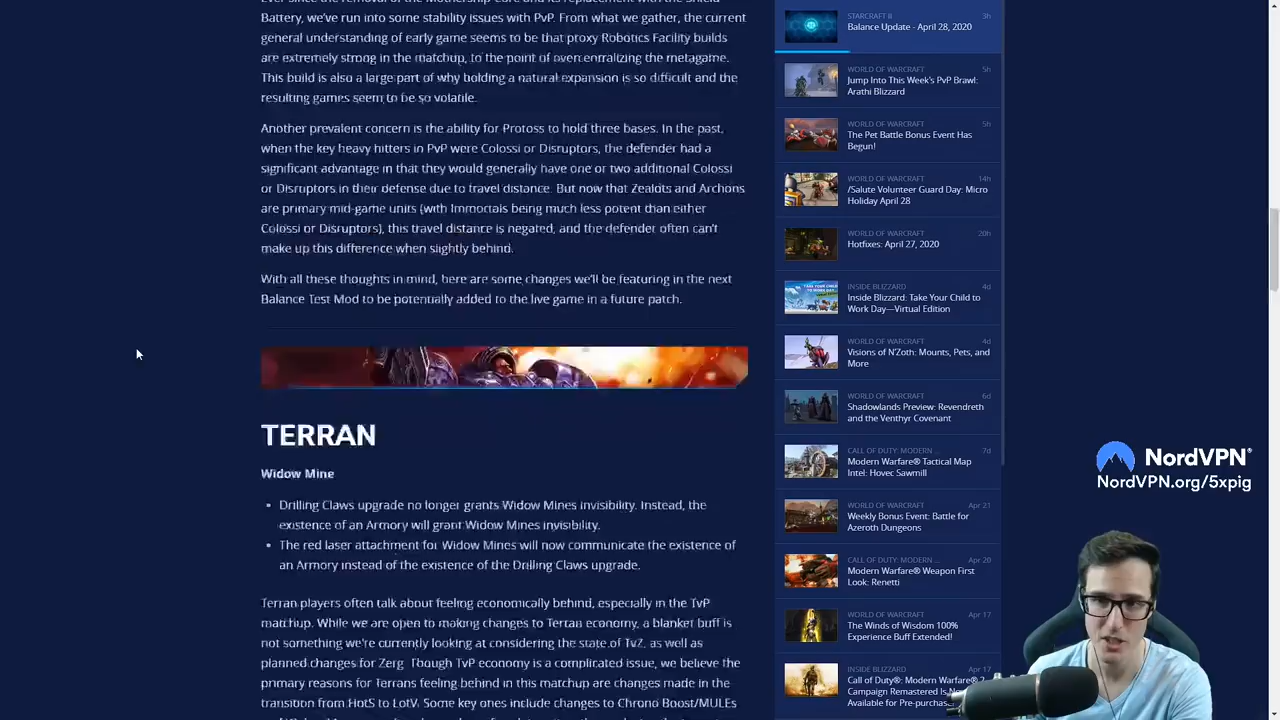 Ever since the removal of the Mothership Core and its replacement with the Shield
Battery, we've run into some stability issues with PvP. From what we gather, the current
general understanding of early game seems to be that proxy Robotics Facility builds
are extremely strong in the matchup, to the point of overcentralizing the metagame.
This build is also a large part of why holding a natural expansion is so difficult and the
resulting games seem to be so volatile.
Another prevalent concern is the ability for Protoss to hold three bases. In the past,
when the key heavy hitters in PvP were Colossi or Disruptors, the defender had a
significant advantage in that they would generally have one or two additional Colossi
or Disruptors in their defense due to travel distance. But now that Zealots and Archons
are primary mid-game units (with Immortals being much less potent than either
Colossi or Disruptors), this travel distance is negated, and the defender often can't
make up this difference when slightly behind.
With all these thoughts in mind, here are some changes we'll be featuring in the next
Balance Test Mod to be potentially added to the live game in a future patch.
TERRAN
Widow Mine
Drilling Claws upgrade no longer grants Widow Mines invisibility. Instead, the
existence of an Armory will grant Widow Mines invisibility.
The red laser attachment for Widow Mines will now communicate the existence of
an Armory instead of the existence of the Drilling Claws upgrade.
Terran players often talk about feeling economically behind, especially in the TvP
matchup. While we are open to making changes to Terran economy, a blanket buff is
not something we're currently looking at considering the state of TvZ, as well as
planned changes for Zerg. Though TvP economy is a complicated issue, we believe the
primary reasons for Terrans feeling behind in this matchup are changes made in the
transition from HotS to LotV. Some key ones include changes to Chrono Boost/MULEs
STARCRAFT II 3h
Balance Update - April 28, 2020
WORLD OF WARCRAFT 5h
Jump Into This Week's PvP Brawl:
Arathi Blizzard
WORLD OF WARCRAFT 5h
The Pet Battle Bonus Event Has
Begun!
WORLD OF WARCRAFT 14h
/Salute Volunteer Guard Day: Micro
Holiday April 28
WORLD OF WARCRAFT 20h
Hotfixes: April 27, 2020
INSIDE BLIZZARD 4d
Inside Blizzard: Take Your Child to
Work Day—Virtual Edition
WORLD OF WARCRAFT 4d
Visions of N'Zoth: Mounts, Pets, and
More
WORLD OF WARCRAFT 6d
Shadowlands Preview: Revendreth
and the Venthyr Covenant
CALL OF DUTY: MODERN ... 7d
Modern Warfare® Tactical Map
Intel: Hovec Sawmill
WORLD OF WARCRAFT Apr 21
Weekly Bonus Event: Battle for
Azeroth Dungeons
CALL OF DUTY: MODERN ... Apr 20
Modern Warfare® Weapon First
Look: Renetti
WORLD OF WARCRAFT Apr 17
The Winds of Wisdom 100%
Experience Buff Extended!
INSIDE BLIZZARD Apr 17
Call of Duty®: Modern Warfare® 2
Campaign Remastered Is
Available for Pre-purchas
NordVPN®
NordVPN.org/5xpig